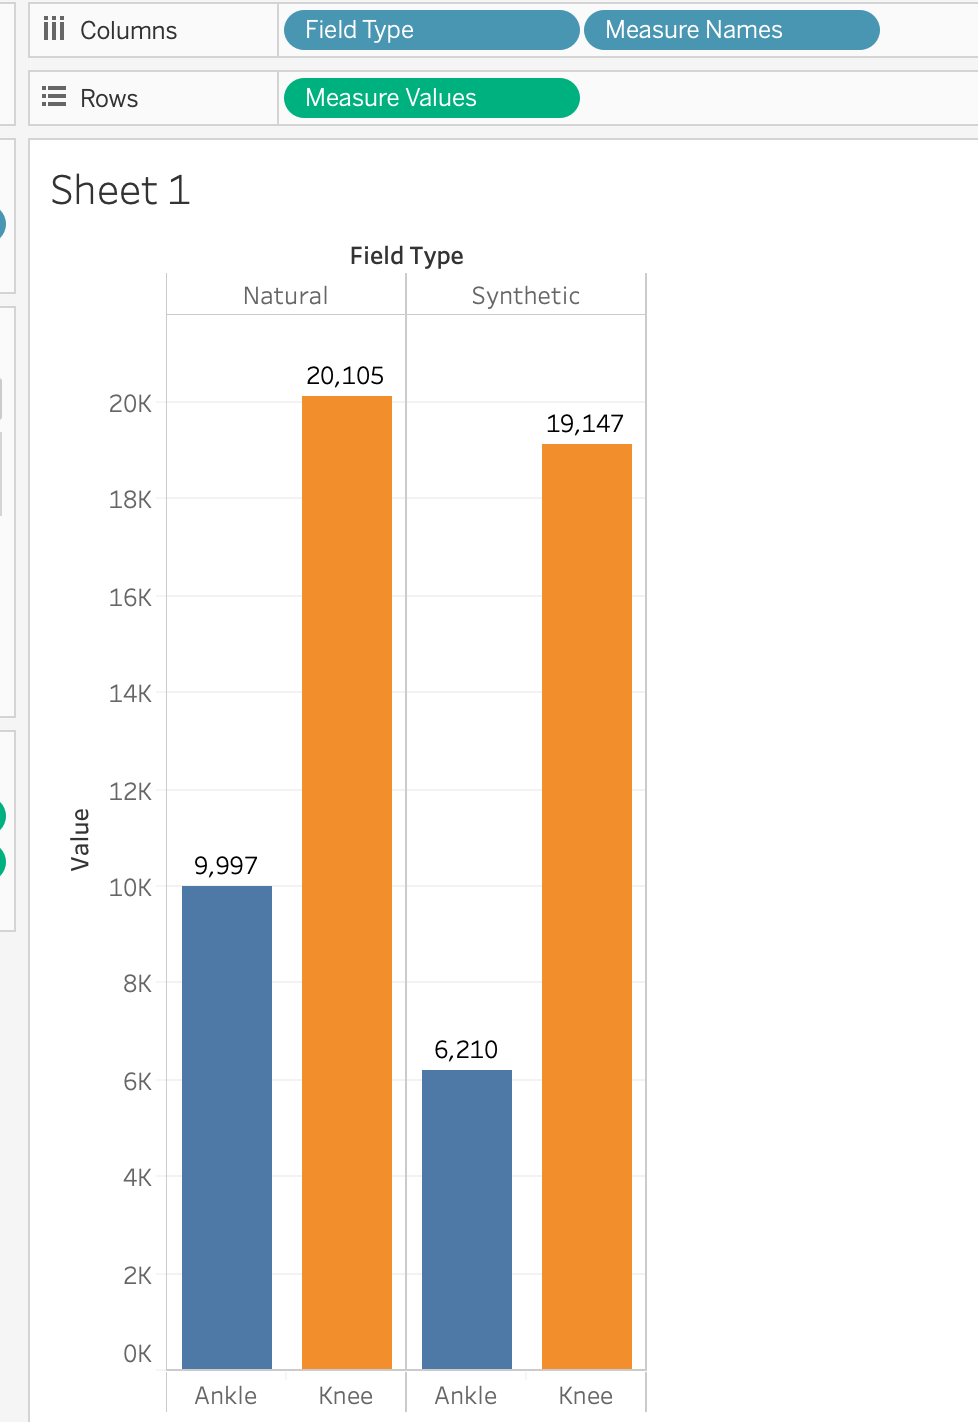 Columns Field Type Measure Names
Rows Measure Values
Sheet 1
Field Type
Natural Synthetic
20,105
20K
19,147
18K
16K
14K
12K
Value
9,997
10K
8K
6,210
6K
4K
2K
0K
Ankle Knee Ankle Knee